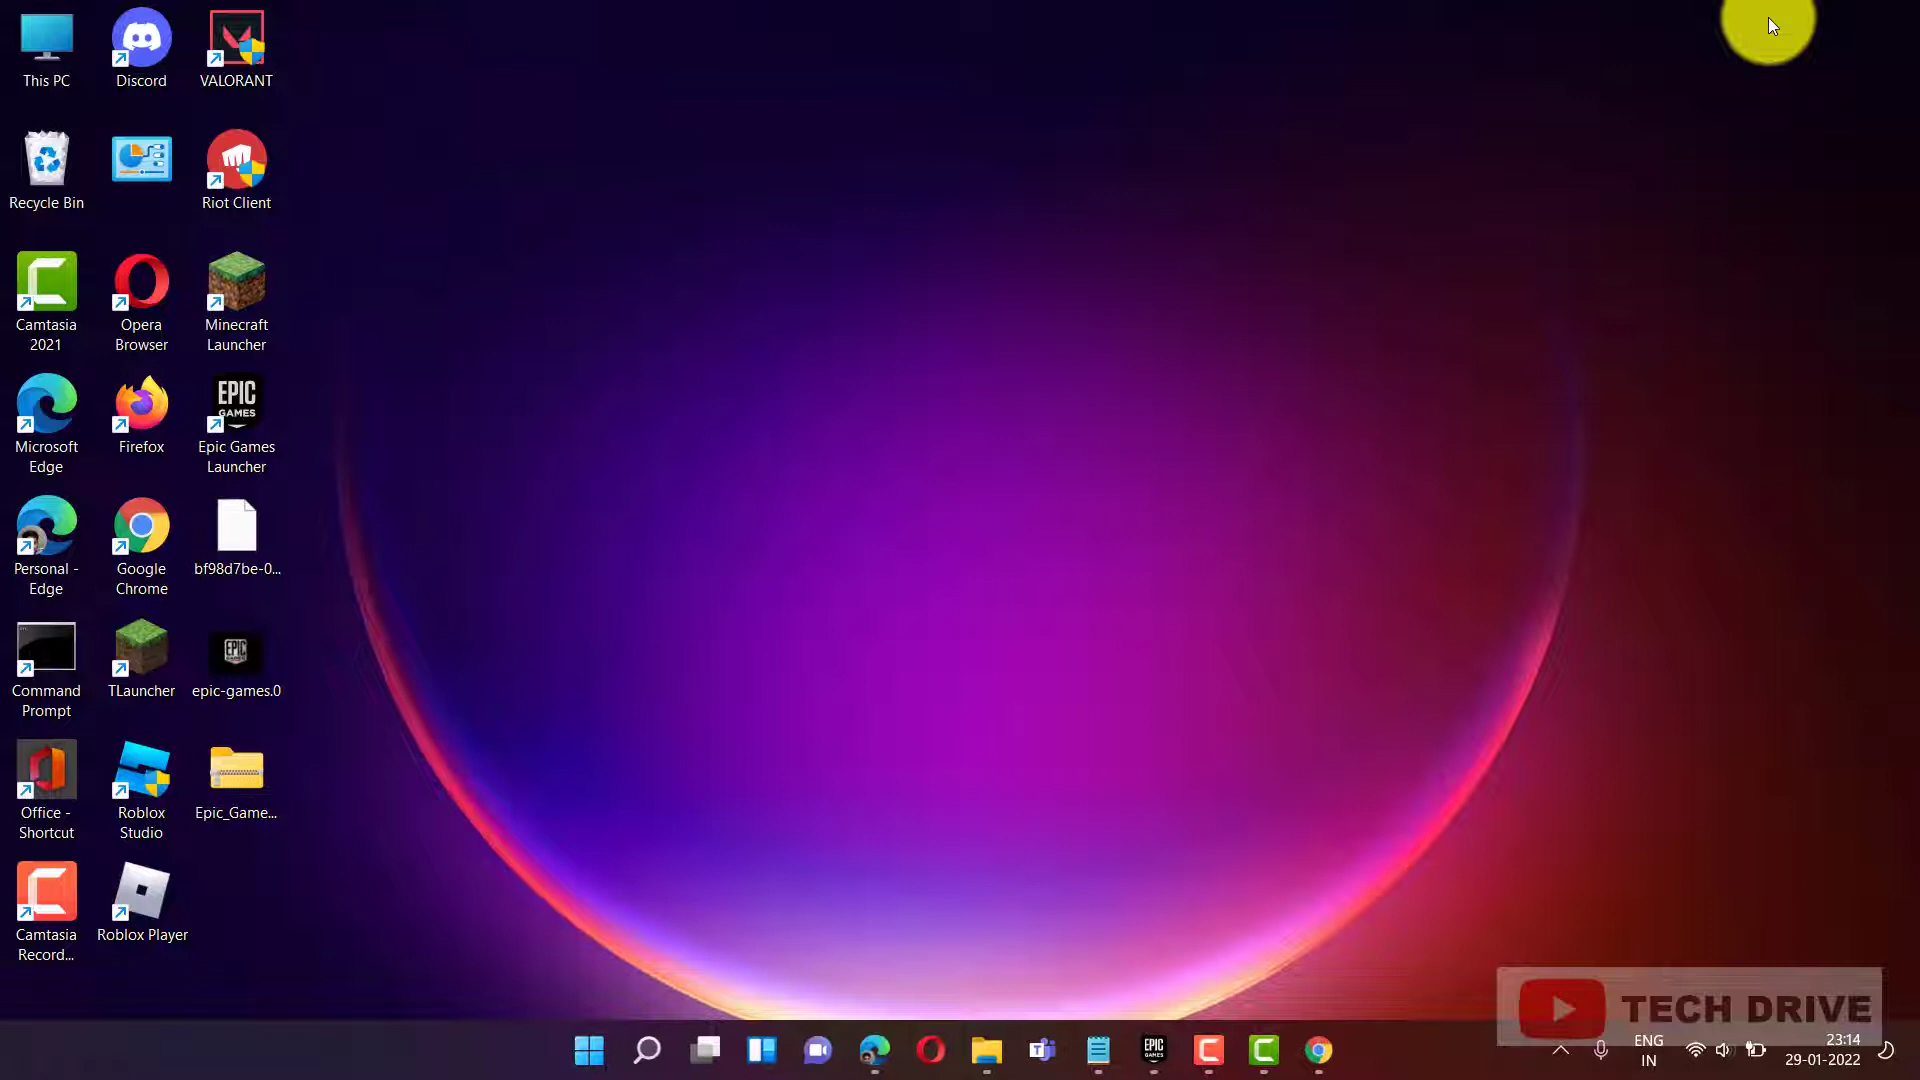 This PC
Discord
VALORANT
Recycle Bin
Riot Client
Camtasia
2021
Opera
Browser
Minecraft
Launcher
Microsoft
Edge
Firefox
EPIC
GAMES
Epic Games
Launcher
Personal -
Edge
Google
Chrome
bf98d7be-0...
Command
Prompt
TLauncher
EPIC
GAMES
epic-games.0
Office -
Shortcut
Roblox
Studio
Epic_Game...
Camtasia
Record...
Roblox Player
TECH DRIVE
EPIC
GAMES
ENG
IN
23:14
29-01-2022